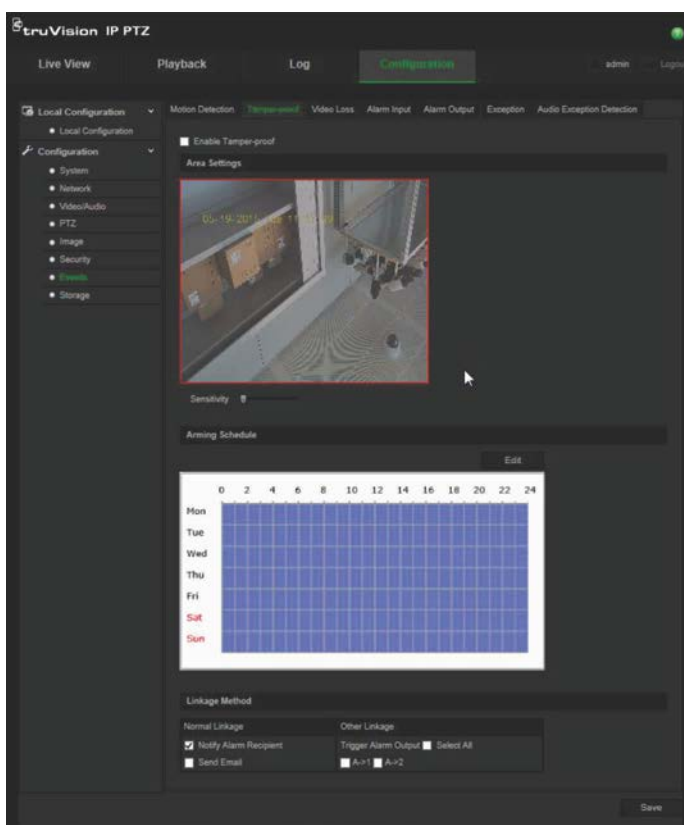 truVision IP PTZ
Live View Playback Log Configuration admin
Local Configuration
Local Configuration
Configuration
System
Network
Video/Audio
PTZ
Image
Security
Events
Storage
Motion Detection Tamper-proof Video Loss Alarm Input Alarm Output Exception Audio Exception Detection
Enable Tamper-proof
Area Settings
Sensitivity
Arming Schedule
Edit
0 2 4 6 8 10 12 14 16 18 20 22 24
Mon
Tue
Wed
Thu
Fri
Sat
Sun
Linkage Method
Normal Linkage Other Linkage
Notify Alarm Recipient Trigger Alarm Output Select All
Send Email A->1 A->2
Save